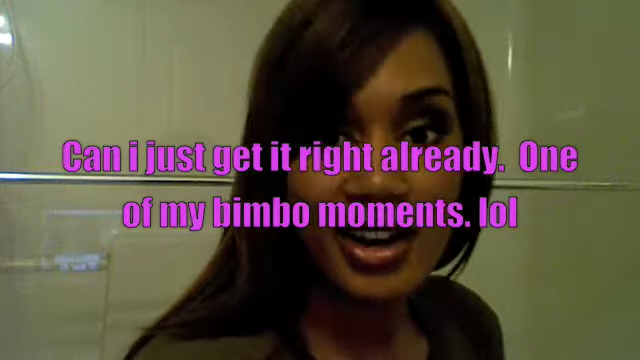 Can i just get it right already.  One
of my bimbo moments. lol